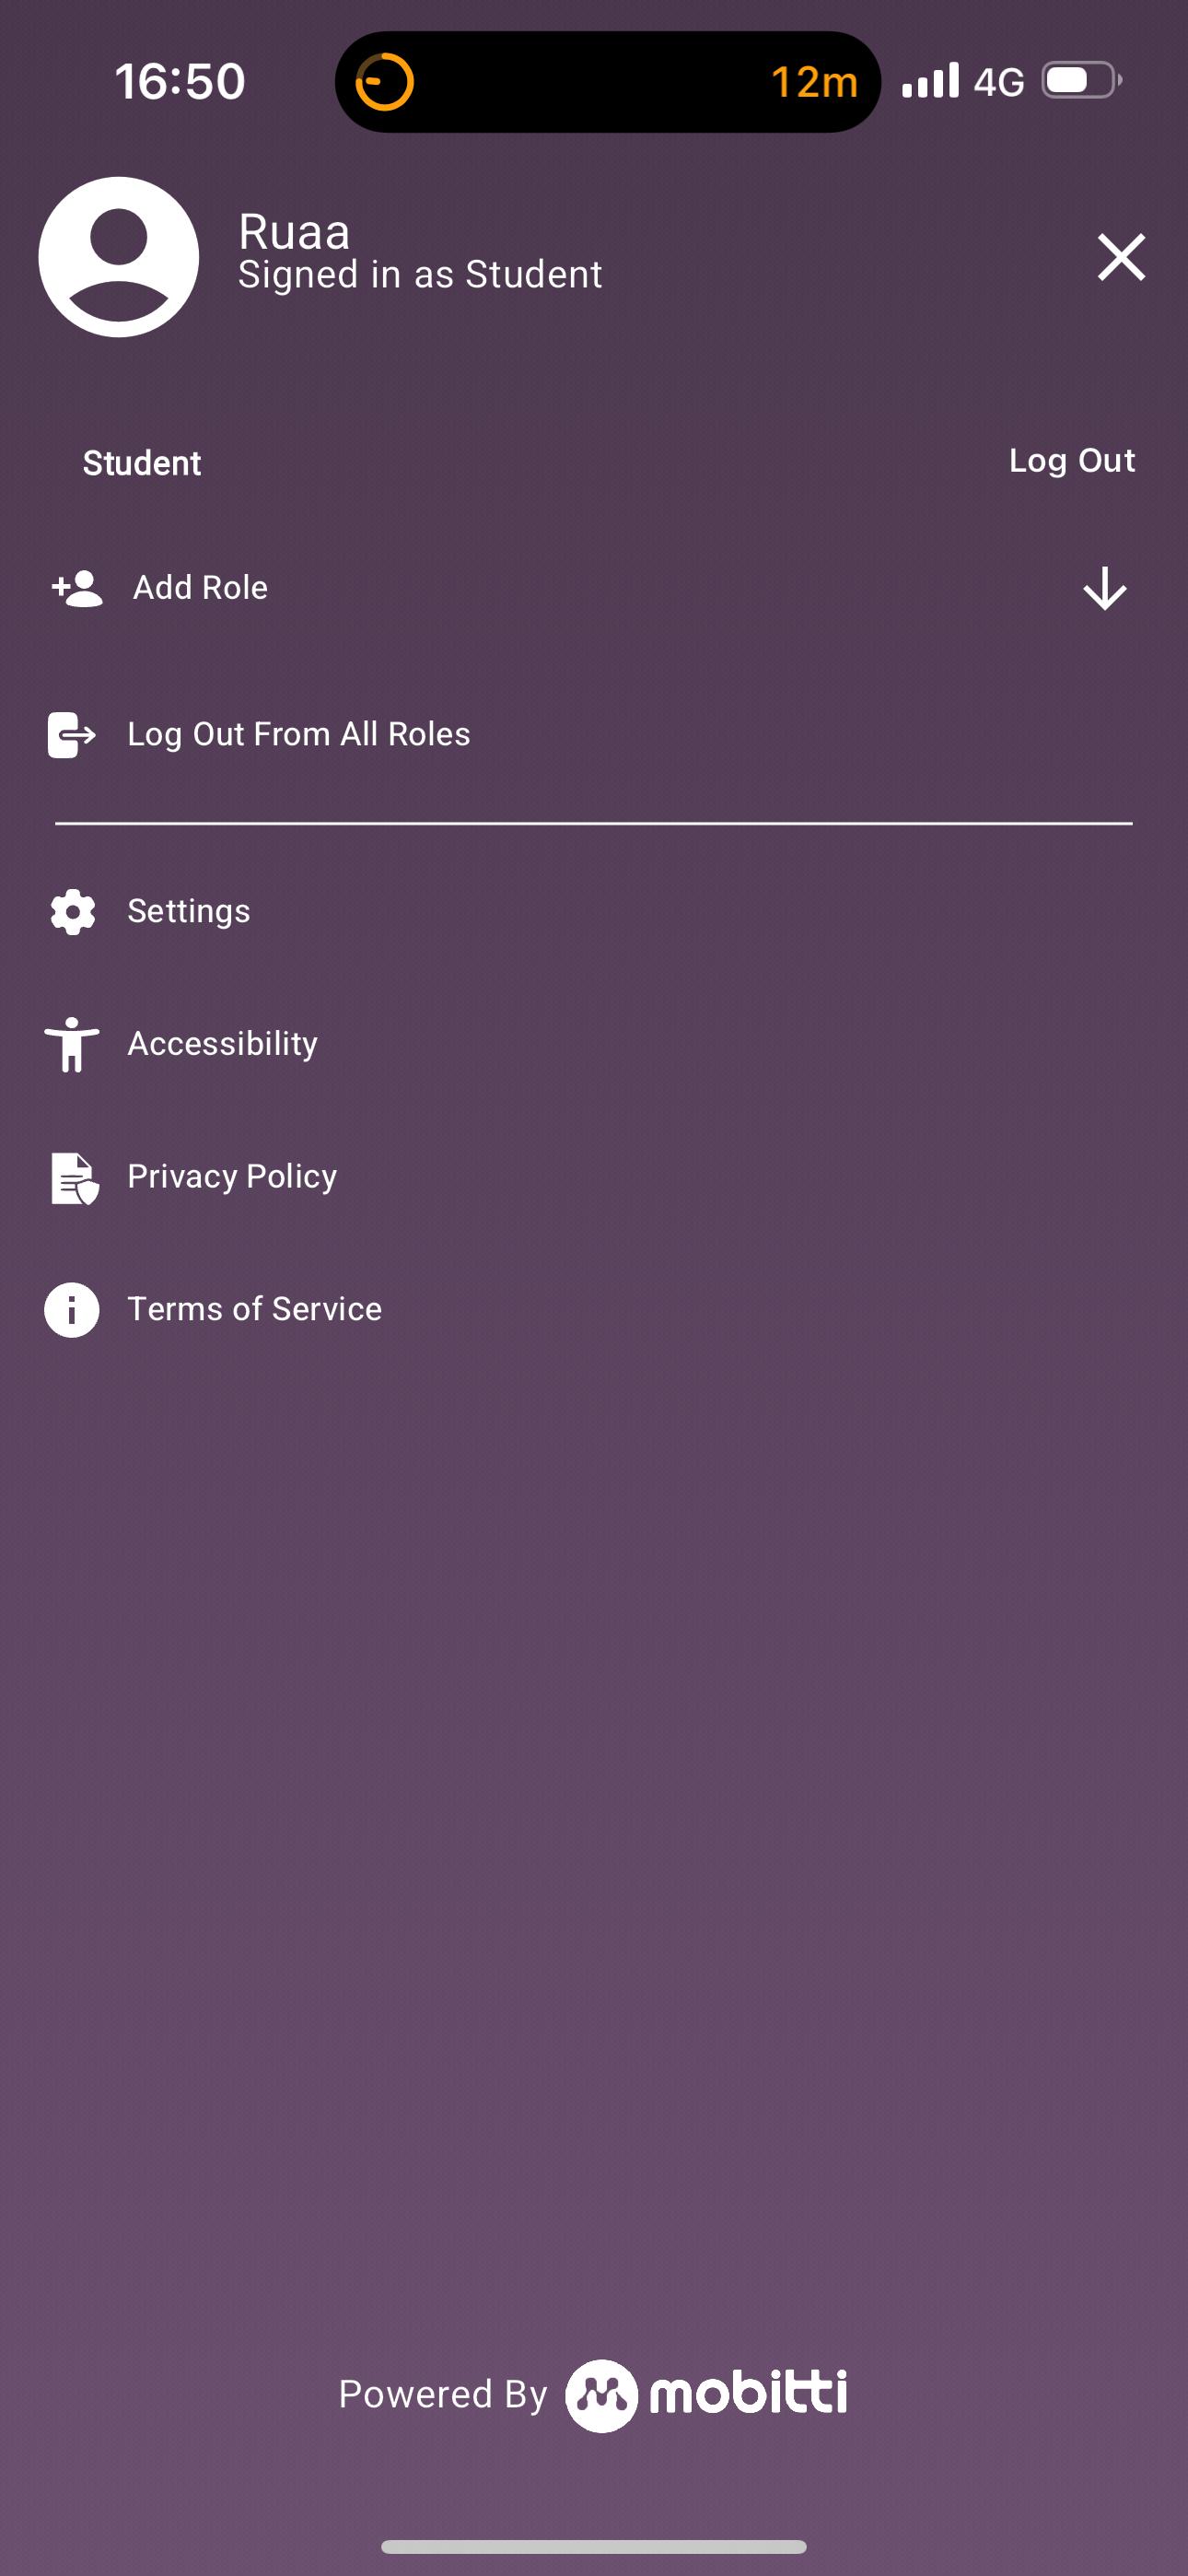 16:50
12m
4G
Ruaa
Signed in as Student
Student
Log Out
Add Role
Log Out From All Roles
Settings
Accessibility
Privacy Policy
Terms of Service
Powered By mobitti